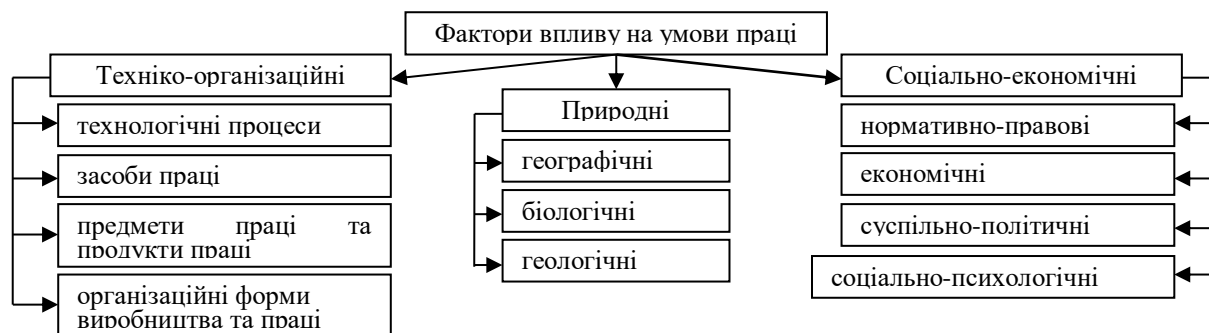 Фактори впливу на умови праці
Техніко-організаційні
технологічні процеси
засоби праці
предмети праці та
продукти праці
організаційні форми
виробництва та праці
Природні
географічні
біологічні
геологічні
Соціально-економічні
нормативно-правові
економічні
суспільно-політичні
соціально-психологічні